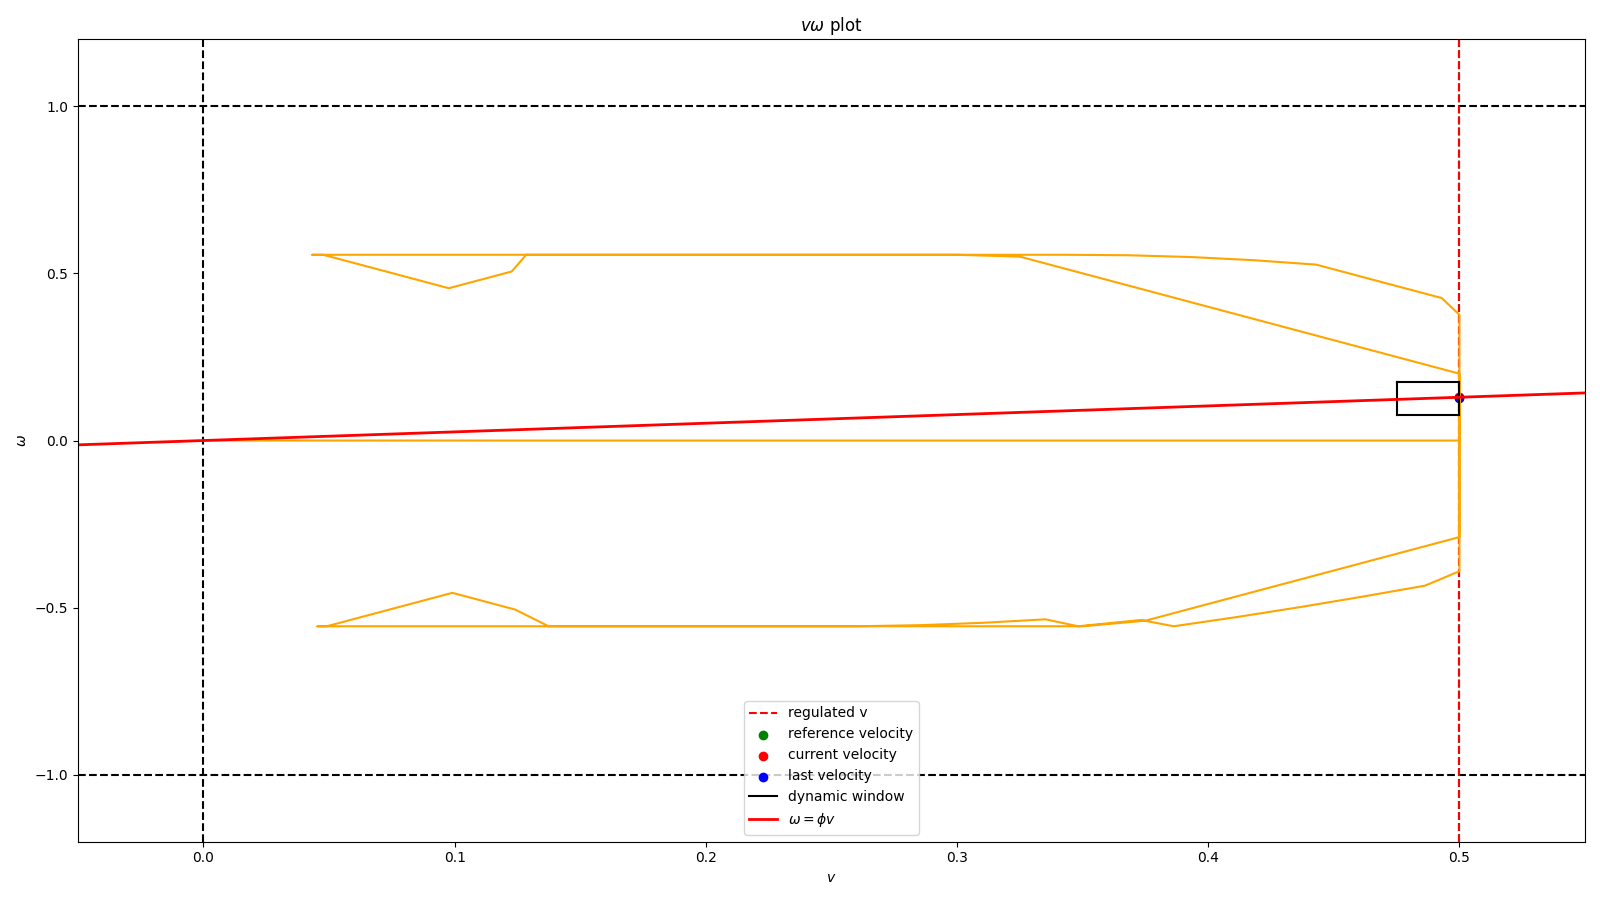 vω plot
1.0
0.5
0.0
−0.5
−1.0
ω
0.0 0.1 0.2 0.3 0.4 0.5
v
regulated v
reference velocity
current velocity
last velocity
dynamic window
ω = ϕv